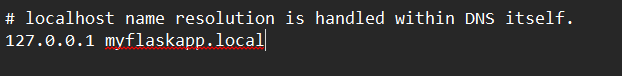 # localhost name resolution is handled within DNS itself.
127.0.0.1 myflaskapp.local